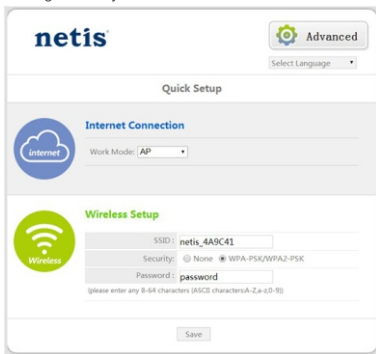 netis
Advanced
Select Language
Quick Setup
internet
Internet Connection
Work Mode: AP
Wireless
Wireless Setup
SSID : netis_4A9C41
Security: None WPA-PSK/WPA2-PSK
Password : password
(please enter any 8-64 characters (ASCII characters:A-Z,a-z,0-9))
Save